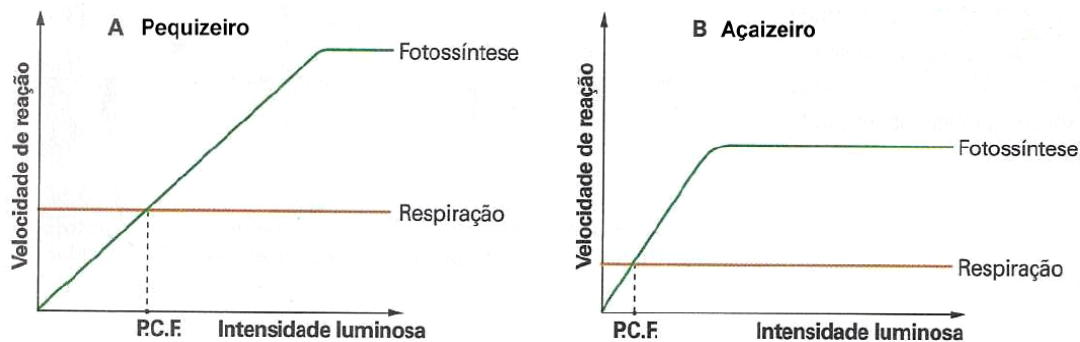 A Pequizeiro
Fotossíntese
Respiração
Velocidade de reação
P.C.F. Intensidade luminosa
B Açaizeiro
Fotossíntese
Respiração
Velocidade de reação
P.C.F. Intensidade luminosa